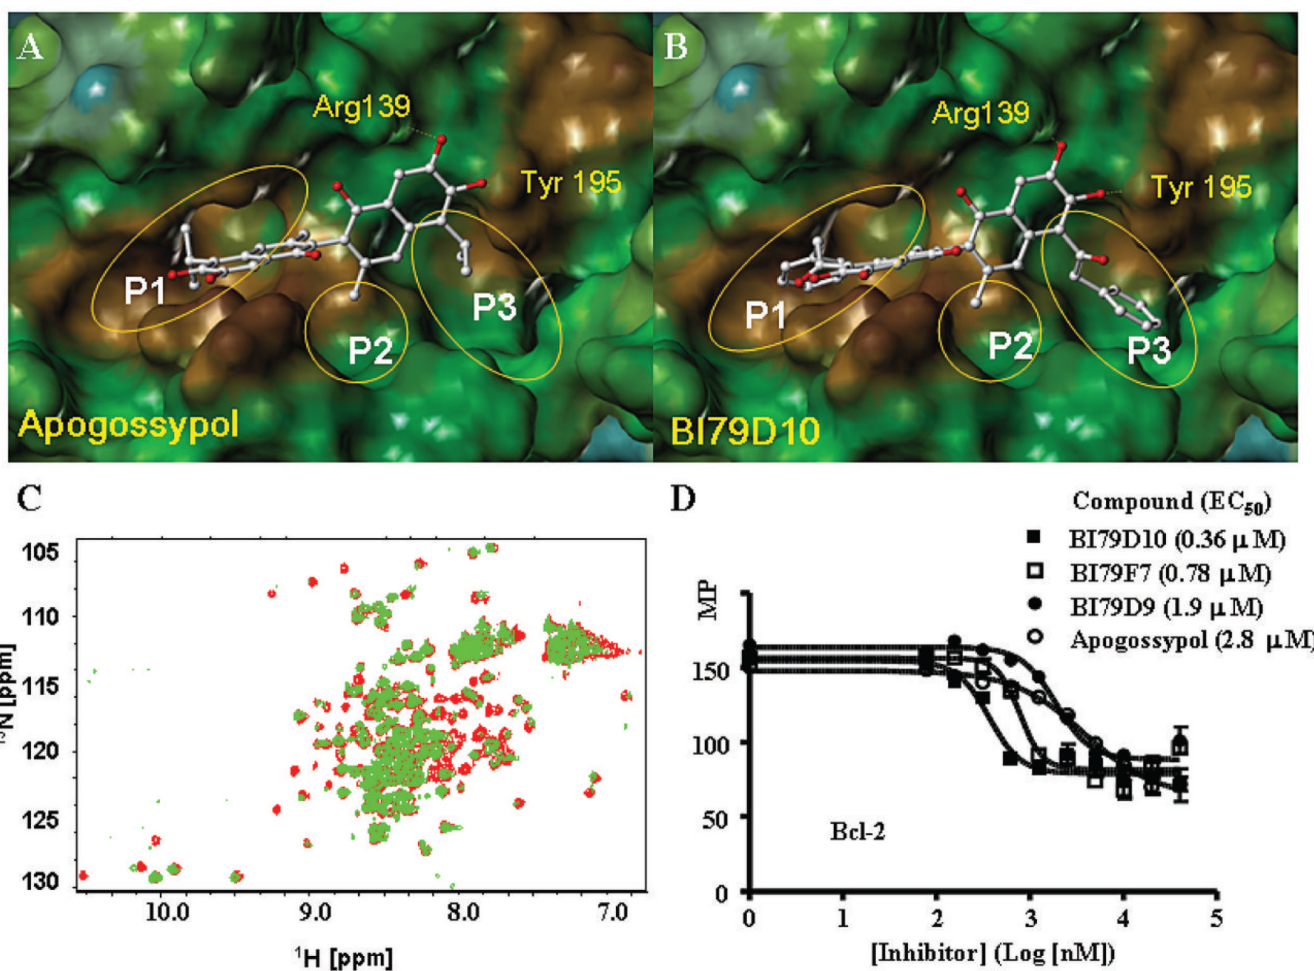 A
Arg139
Tyr 195
P1
P2
P3
Apogossypol
B
Arg139
Tyr 195
P1
P2
P3
BI79D10
C
105
110
115
120
125
130
10.0 9.0 8.0 7.0
¹H [ppm]
N [ppm]
D
Compound (EC₅₀)
BI79D10 (0.36 μM)
BI79F7 (0.78 μM)
BI79D9 (1.9 μM)
Apogossypol (2.8 μM)
MP
150
100
50
0
Bcl-2
0 1 2 3 4 5
[Inhibitor] (Log [nM])